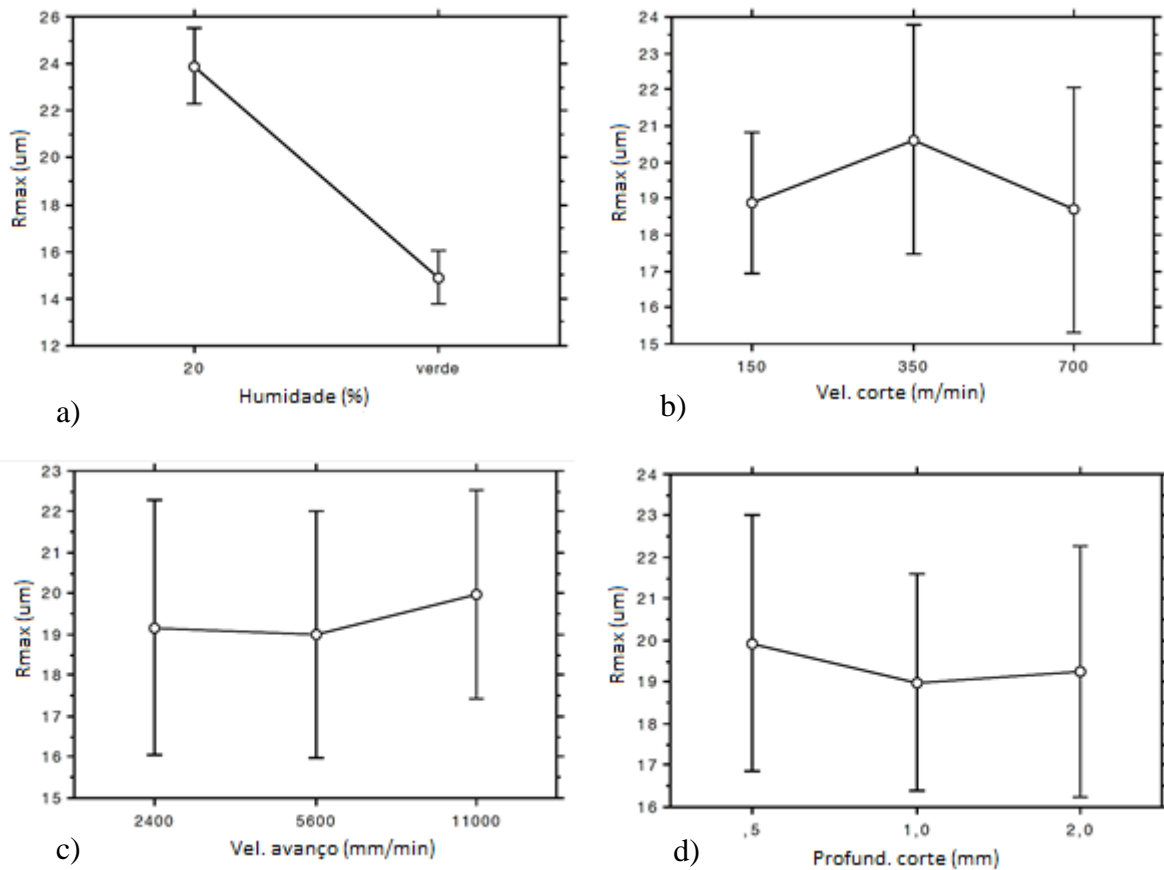 26
24
22
20
18
16
14
12
Rmax (um)
20 verde
Humidade (%)
a)
24
23
22
21
20
19
18
17
16
15
Rmax (um)
150 350 700
Vel. corte (m/min)
b)
23
22
21
20
19
18
17
16
15
Rmax (um)
2400 5600 11000
Vel. avanço (mm/min)
c)
24
23
22
21
20
19
18
17
16
Rmax (um)
,5 1,0 2,0
Profund. corte (mm)
d)